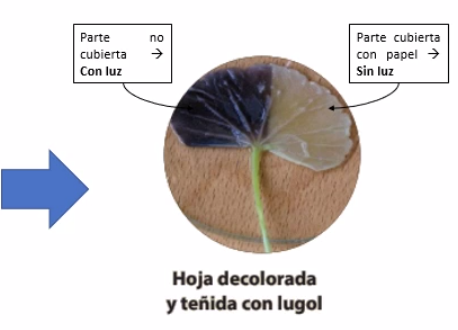 Parte no
cubierta →
Con luz
Parte cubierta
con papel →
Sin luz
Hoja decolorada
y teñida con lugol